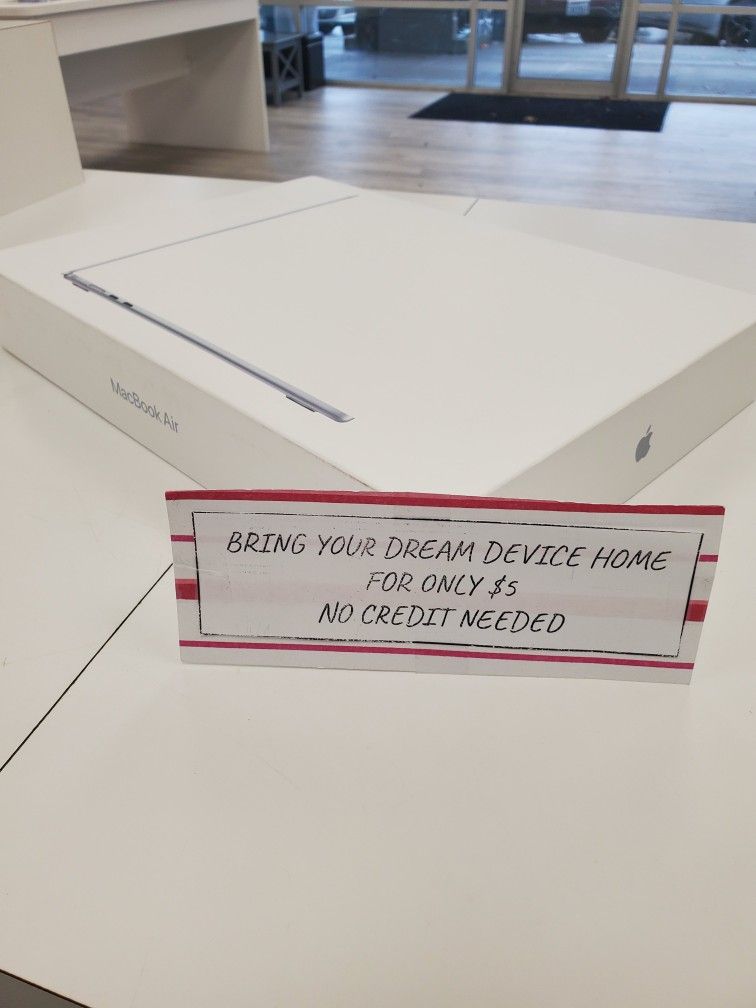 MacBook Air
BRING YOUR DREAM DEVICE HOME
FOR ONLY $5
NO CREDIT NEEDED